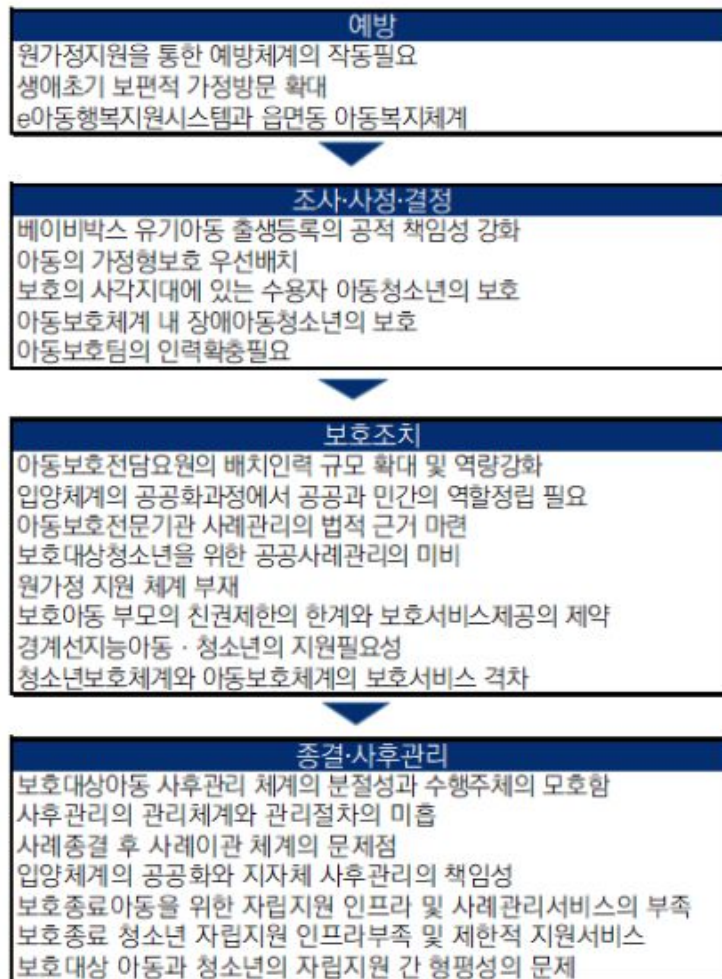 예방
원가정지원을 통한 예방체계의 작동필요
생애초기 보편적 가정방문 확대
e아동행복지원시스템과 읍면동 아동복지체계
조사·사정·결정
베이비박스 유기아동 출생등록의 공적 책임성 강화
아동의 가정형보호 우선배치
보호의 사각지대에 있는 수용자 아동청소년의 보호
아동보호체계 내 장애아동청소년의 보호
아동보호팀의 인력확충필요
보호조치
아동보호전담요원의 배치인력 규모 확대 및 역량강화
입양체계의 공공화과정에서 공공과 민간의 역할정립 필요
아동보호전문기관 사례관리의 법적 근거 마련
보호대상청소년을 위한 공공사례관리의 미비
원가정 지원 체계 부재
보호아동 부모의 친권제한의 한계와 보호서비스제공의 제약
경계선지능아동 · 청소년의 지원필요성
청소년보호체계와 아동보호체계의 보호서비스 격차
종결·사후관리
보호대상아동 사후관리 체계의 분절성과 수행주체의 모호함
사후관리의 관리체계와 관리절차의 미흡
사례종결 후 사례이관 체계의 문제점
입양체계의 공공화와 지자체 사후관리의 책임성
보호종료아동을 위한 자립지원 인프라 및 사례관리서비스의 부족
보호종료 청소년 자립지원 인프라부족 및 제한적 지원서비스
보호대상 아동과 청소년의 자립지원 간 형평성의 문제